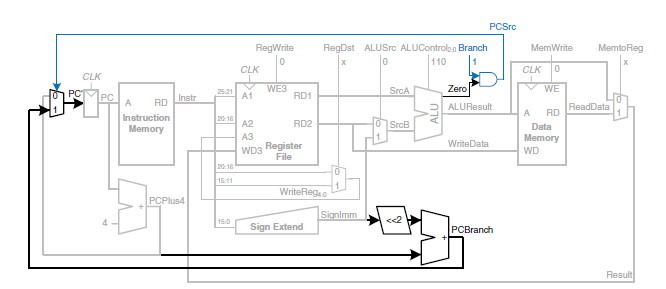 PCSrc
RegWrite RegDst ALUSrc ALUControl2:0 Branch MemWrite MemtoReg
0 x 0 110 1 0 x
CLK CLK CLK
0 PC' PC A RD Instr 25:21 A1 WE3 RD1 SrcA Zero WE
1 Instruction Memory 20:16 A2 RD2 0 SrcB ALU ALUResult A RD ReadData 0
A3 1 Data Memory 1
WD3 Register File WriteData WD
20:16 0
PCPlus4 15:11 1
WriteReg4:0
+
4 15:0 SignImm <<2
Sign Extend PCBranch
+
Result